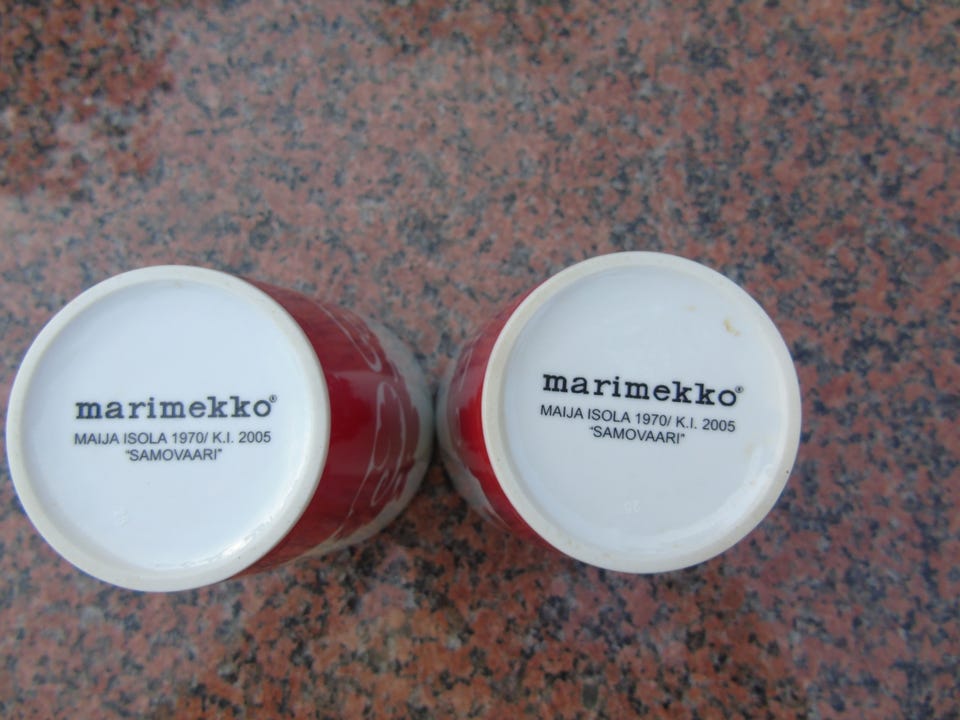 marimekko®
MAIJA ISOLA 1970/ K.I. 2005
"SAMOVAARI"
marimekko®
MAIJA ISOLA 1970/ K.I. 2005
"SAMOVAARI"